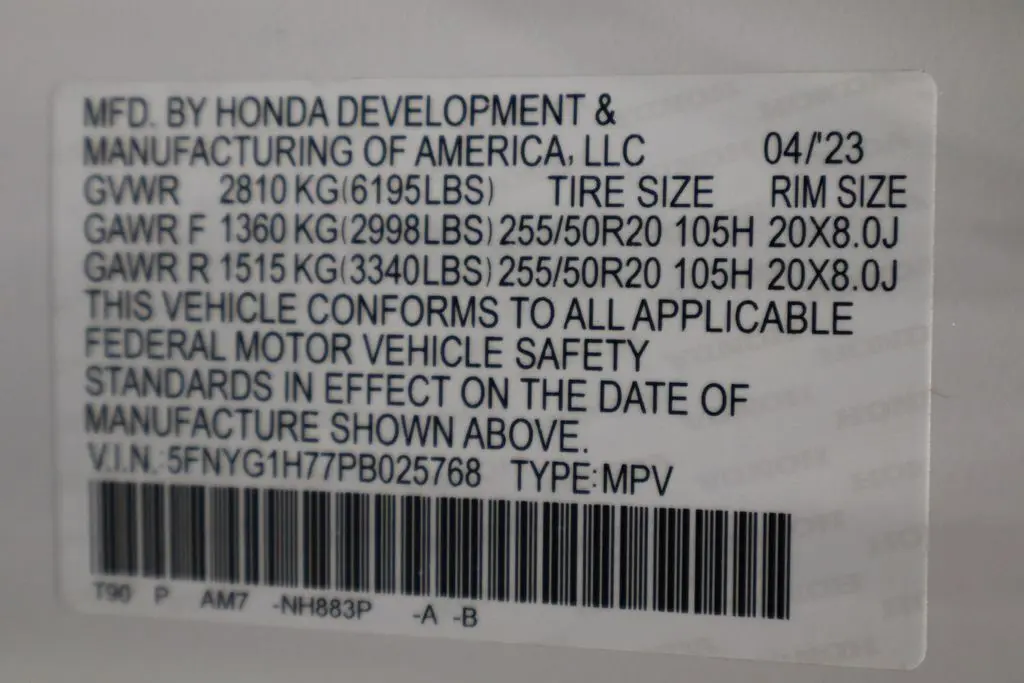 MFD. BY HONDA DEVELOPMENT &
MANUFACTURING OF AMERICA, LLC 04/'23
GVWR 2810 KG(6195LBS) TIRE SIZE RIM SIZE
GAWR F 1360 KG(2998LBS) 255/50R20 105H 20X8.0J
GAWR R 1515 KG(3340LBS) 255/50R20 105H 20X8.0J
THIS VEHICLE CONFORMS TO ALL APPLICABLE
FEDERAL MOTOR VEHICLE SAFETY
STANDARDS IN EFFECT ON THE DATE OF
MANUFACTURE SHOWN ABOVE.
V.I.N.: 5FNYG1H77PB025768 TYPE:MPV
T90 P AM7 -NH883P -A -B